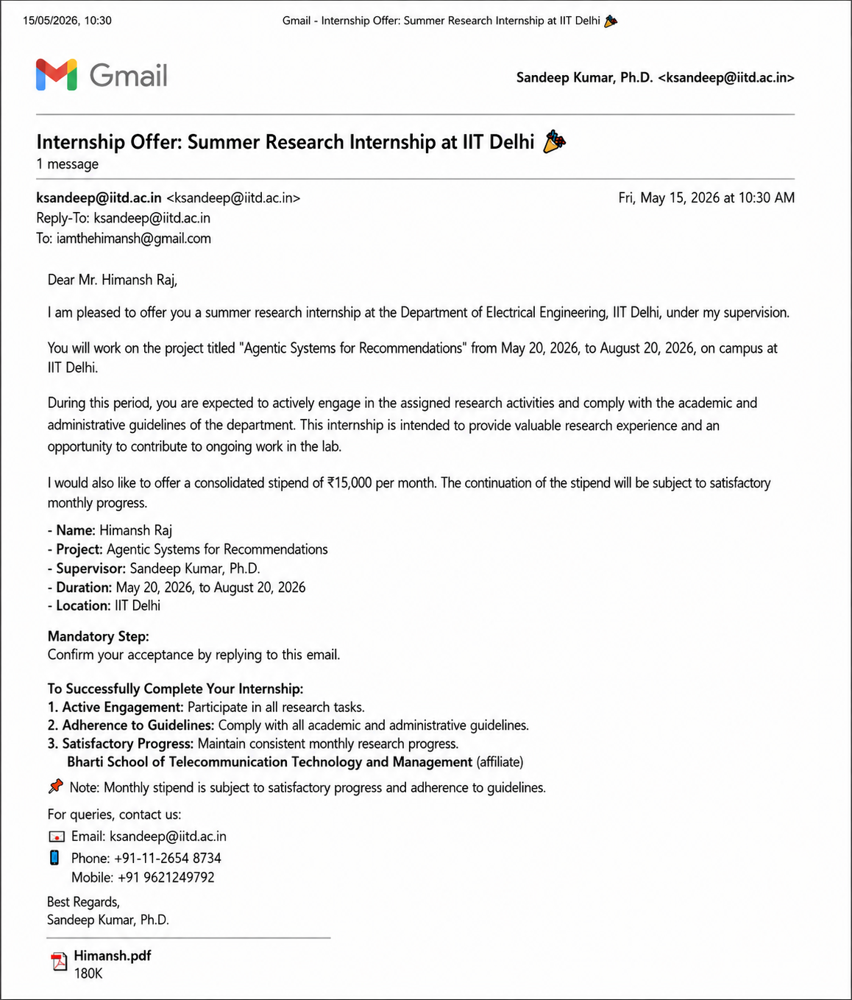 15/05/2026, 10:30
Gmail - Internship Offer: Summer Research Internship at IIT Delhi 🎉
Gmail
Sandeep Kumar, Ph.D. <ksandeep@iitd.ac.in>
Internship Offer: Summer Research Internship at IIT Delhi 🎉
1 message
ksandeep@iitd.ac.in <ksandeep@iitd.ac.in>
Fri, May 15, 2026 at 10:30 AM
Reply-To: ksandeep@iitd.ac.in
To: iamthehimansh@gmail.com
Dear Mr. Himansh Raj,
I am pleased to offer you a summer research internship at the Department of Electrical Engineering, IIT Delhi, under my supervision.
You will work on the project titled "Agentic Systems for Recommendations" from May 20, 2026, to August 20, 2026, on campus at
IIT Delhi.
During this period, you are expected to actively engage in the assigned research activities and comply with the academic and
administrative guidelines of the department. This internship is intended to provide valuable research experience and an
opportunity to contribute to ongoing work in the lab.
I would also like to offer a consolidated stipend of ₹15,000 per month. The continuation of the stipend will be subject to satisfactory
monthly progress.
- Name: Himansh Raj
- Project: Agentic Systems for Recommendations
- Supervisor: Sandeep Kumar, Ph.D.
- Duration: May 20, 2026, to August 20, 2026
- Location: IIT Delhi
Mandatory Step:
Confirm your acceptance by replying to this email.
To Successfully Complete Your Internship:
1. Active Engagement: Participate in all research tasks.
2. Adherence to Guidelines: Comply with all academic and administrative guidelines.
3. Satisfactory Progress: Maintain consistent monthly research progress.
Bharti School of Telecommunication Technology and Management (affiliate)
📌 Note: Monthly stipend is subject to satisfactory progress and adherence to guidelines.
For queries, contact us:
Email: ksandeep@iitd.ac.in
Phone: +91-11-2654 8734
Mobile: +91 9621249792
Best Regards,
Sandeep Kumar, Ph.D.
Himansh.pdf
180K